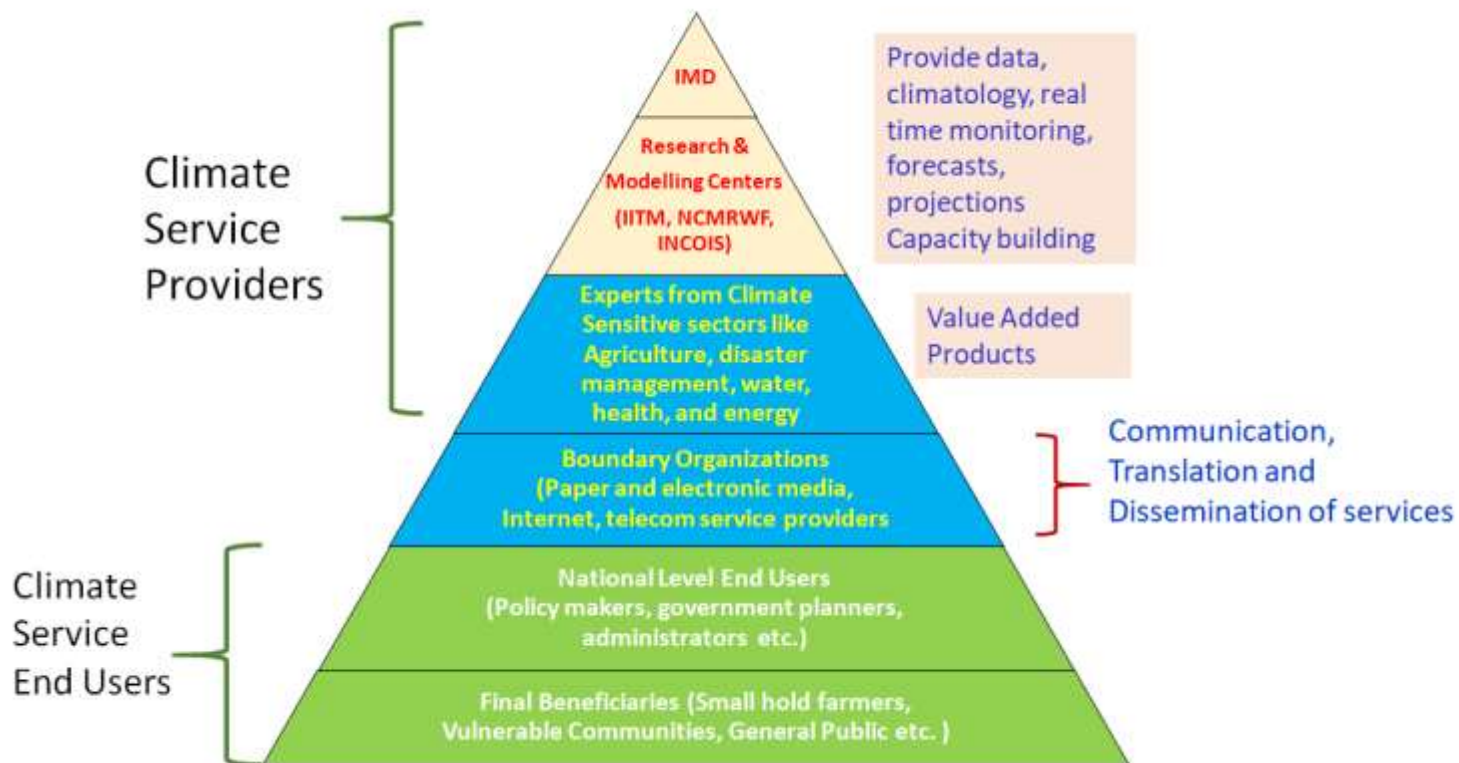 Climate
Service
Providers
IMD
Research &
Modelling Centers
(IITM, NCMRWF,
INCOIS)
Provide data,
climatology, real
time monitoring,
forecasts,
projections
Capacity building
Experts from Climate
Sensitive sectors like
Agriculture, disaster
management, water,
health, and energy
Value Added
Products
Boundary Organizations
(Paper and electronic media,
Internet, telecom service providers
Communication,
Translation and
Dissemination of services
Climate
Service
End Users
National Level End Users
(Policy makers, government planners,
administrators etc.)
Final Beneficiaries (Small hold farmers,
Vulnerable Communities, General Public etc. )